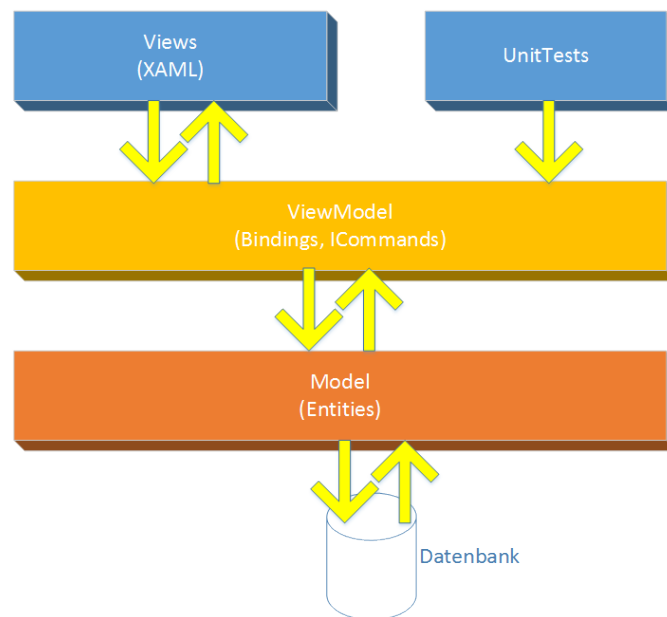 Views
(XAML)
UnitTests
ViewModel
(Bindings, ICommands)
Model
(Entities)
Datenbank